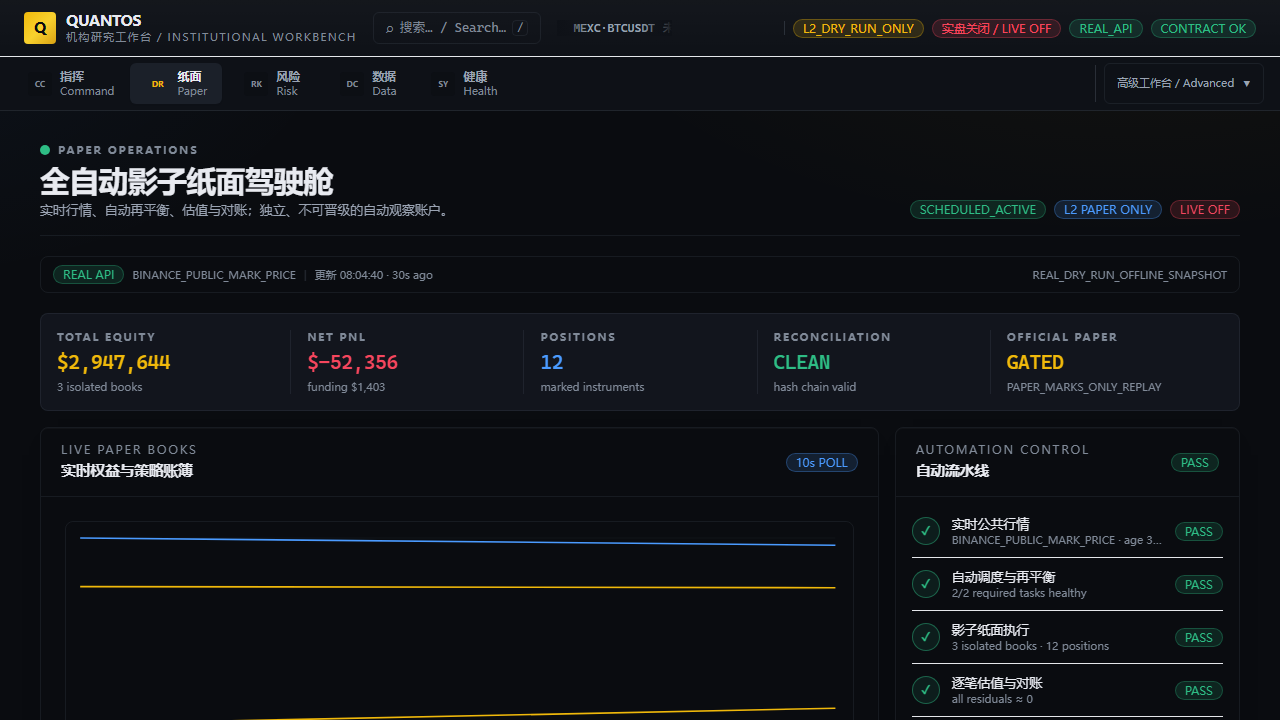 Q
QUANTOS
机构研究工作台 / INSTITUTIONAL WORKBENCH
搜索… / Search… /
MEXC·BTCUSDT
L2_DRY_RUN_ONLY
实盘关闭 / LIVE OFF
REAL_API
CONTRACT OK
CC 指挥
Command
DR 纸面
Paper
RK 风险
Risk
DC 数据
Data
SY 健康
Health
高级工作台 / Advanced ▾
PAPER OPERATIONS
全自动影子纸面驾驶舱
实时行情、自动再平衡、估值与对账；独立、不可晋级的自动观察账户。
SCHEDULED_ACTIVE
L2 PAPER ONLY
LIVE OFF
REAL API BINANCE_PUBLIC_MARK_PRICE | 更新 08:04:40 · 30s ago
REAL_DRY_RUN_OFFLINE_SNAPSHOT
TOTAL EQUITY
$2,947,644
3 isolated books
NET PNL
$−52,356
funding $1,403
POSITIONS
12
marked instruments
RECONCILIATION
CLEAN
hash chain valid
OFFICIAL PAPER
GATED
PAPER_MARKS_ONLY_REPLAY
LIVE PAPER BOOKS
实时权益与策略账簿
10s POLL
AUTOMATION CONTROL
自动流水线
PASS
✓ 实时公共行情
BINANCE_PUBLIC_MARK_PRICE · age 3…
PASS
✓ 自动调度与再平衡
2/2 required tasks healthy
PASS
✓ 影子纸面执行
3 isolated books · 12 positions
PASS
✓ 逐笔估值与对账
all residuals ≈ 0
PASS